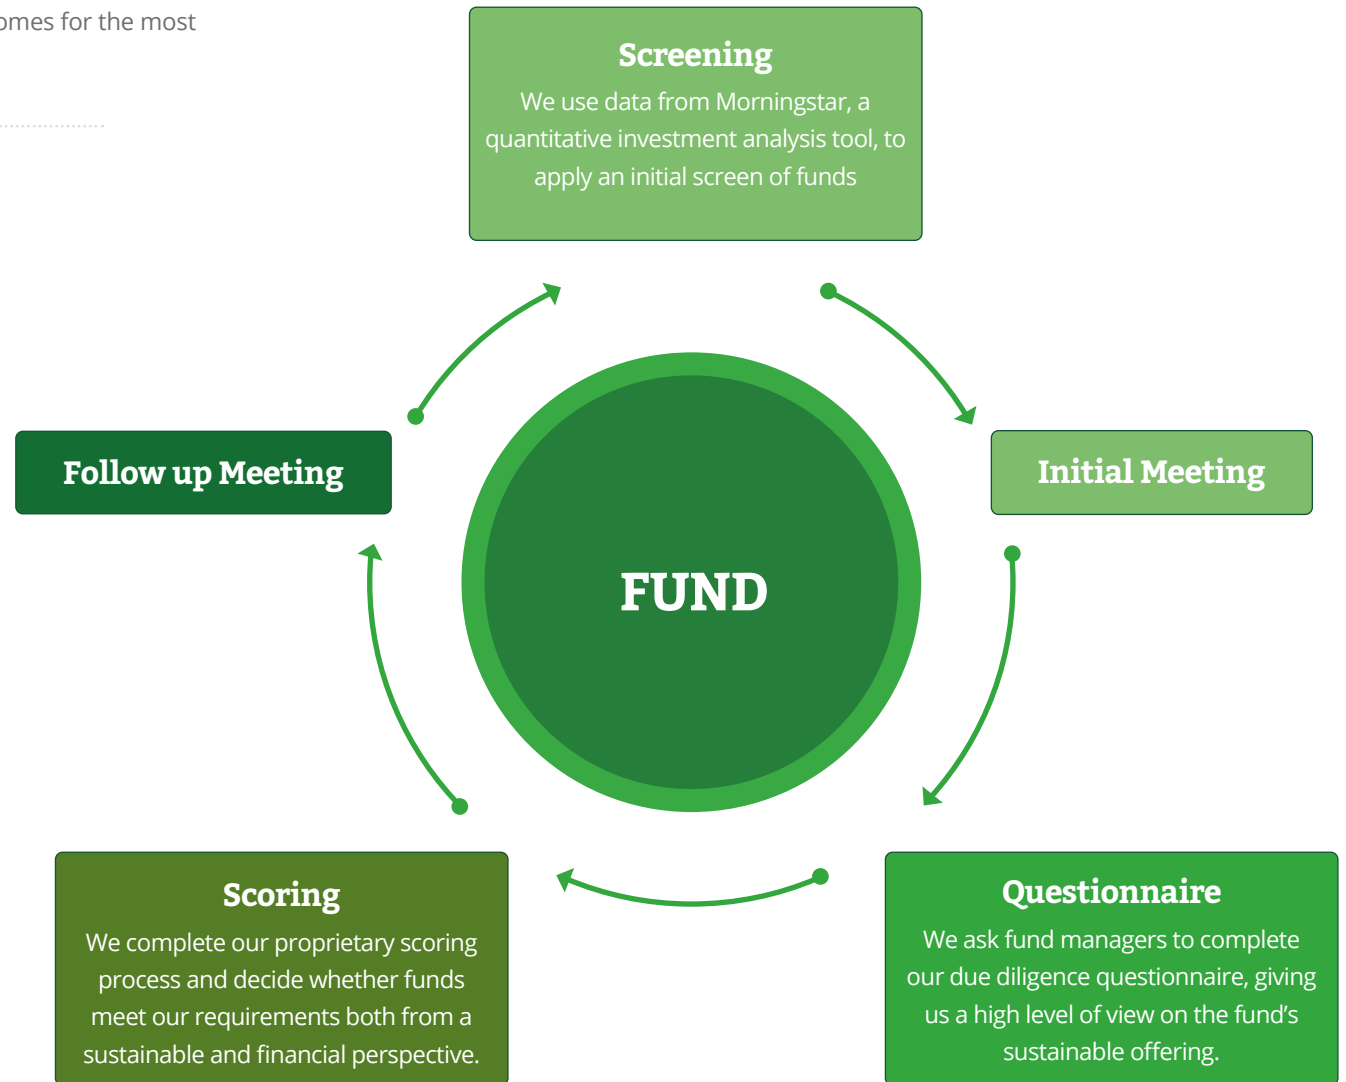 omes for the most
Screening
We use data from Morningstar, a
quantitative investment analysis tool, to
apply an initial screen of funds
Initial Meeting
Questionnaire
We ask fund managers to complete
our due diligence questionnaire, giving
us a high level of view on the fund’s
sustainable offering.
Scoring
We complete our proprietary scoring
process and decide whether funds
meet our requirements both from a
sustainable and financial perspective.
Follow up Meeting
FUND